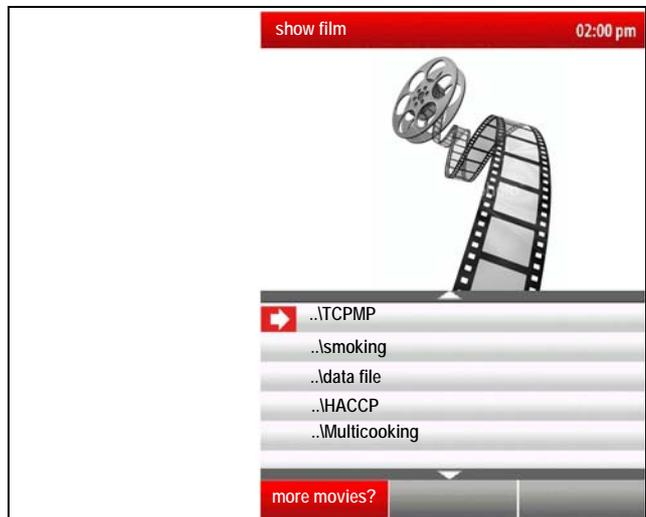 show film 02:00 pm
..\TCPMP
..\smoking
..\data file
..\HACCP
..\Multicooking
more movies?